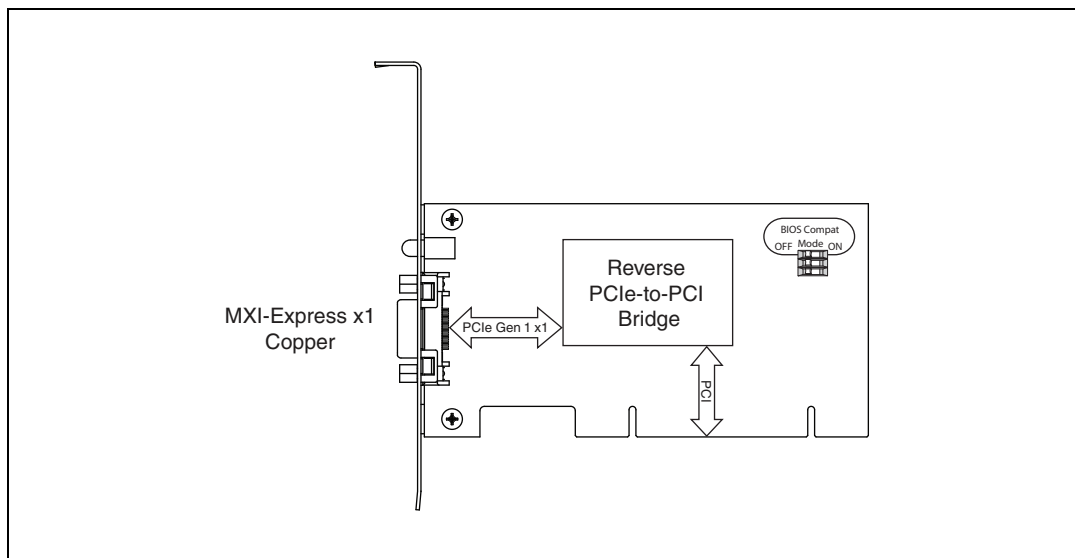 BIOS Compat
OFF Mode ON
Reverse
PCIe-to-PCI
Bridge
MXI-Express x1
Copper
PCIe Gen 1 x1
PCI